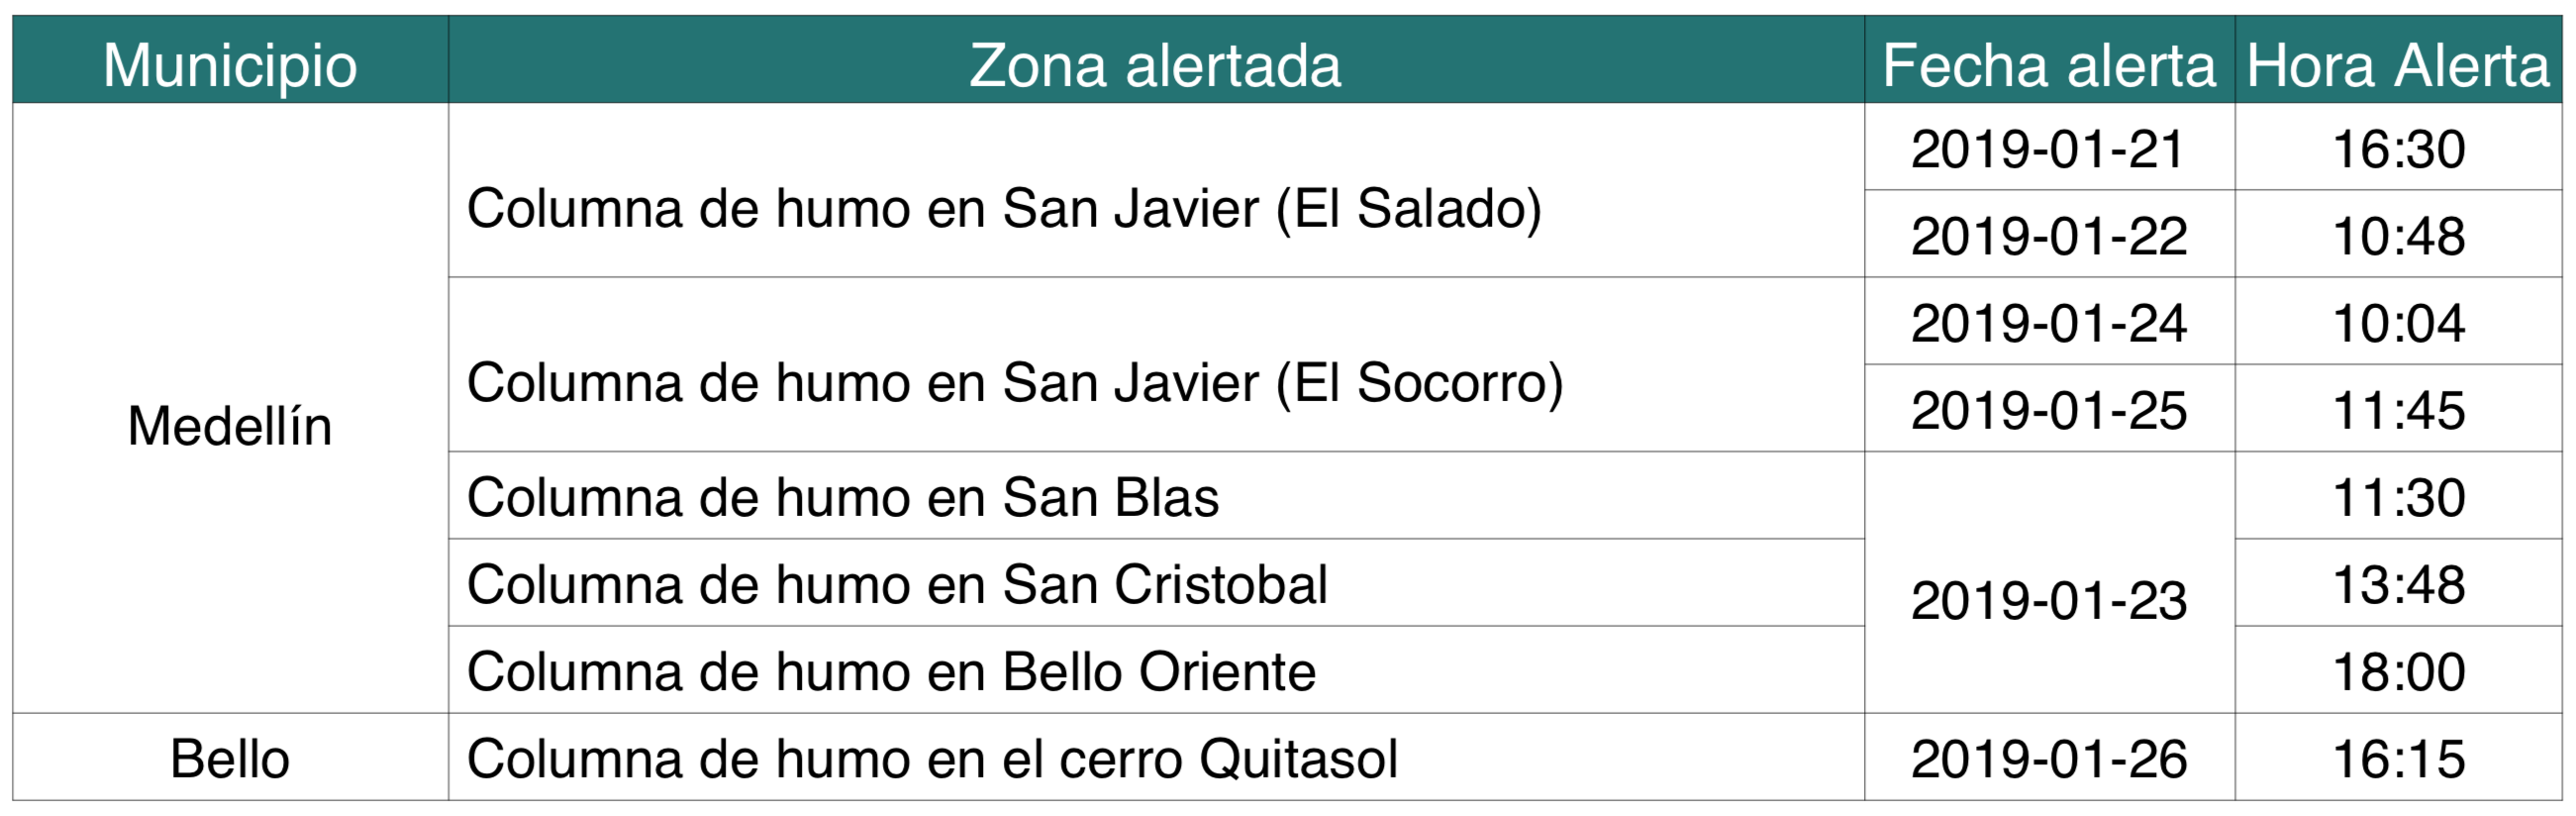 Municipio Zona alertada Fecha alerta Hora Alerta
Medellín
Columna de humo en San Javier (El Salado)
2019-01-21 16:30
2019-01-22 10:48
Columna de humo en San Javier (El Socorro)
2019-01-24 10:04
2019-01-25 11:45
Columna de humo en San Blas 11:30
2019-01-23
Columna de humo en San Cristobal 13:48
Columna de humo en Bello Oriente 18:00
Bello Columna de humo en el cerro Quitasol 2019-01-26 16:15